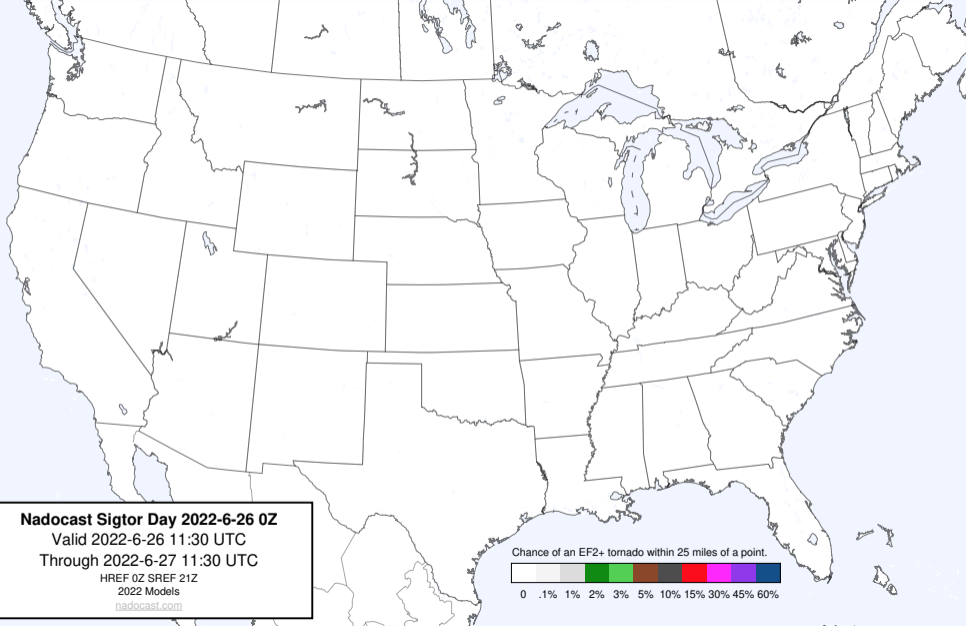 Nadocast Sigtor Day 2022-6-26 0Z
Valid 2022-6-26 11:30 UTC
Through 2022-6-27 11:30 UTC
HREF 0Z SREF 21Z
2022 Models
nadocast.com
Chance of an EF2+ tornado within 25 miles of a point.
0 .1% 1% 2% 3% 5% 10% 15% 30% 45% 60%